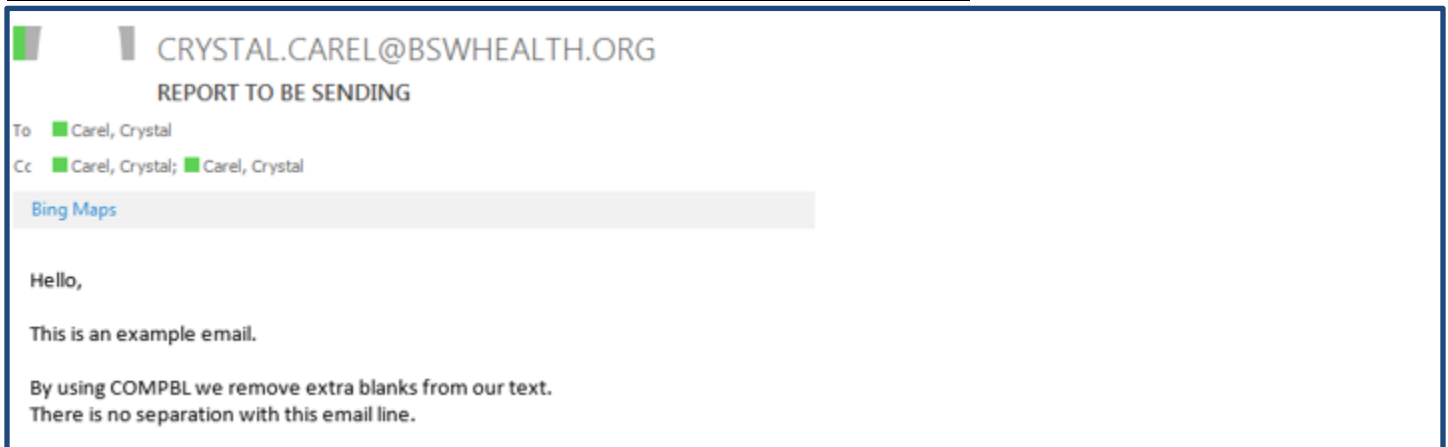 CRYSTAL.CAREL@BSWHEALTH.ORG
REPORT TO BE SENDING
To Carel, Crystal
Cc Carel, Crystal; Carel, Crystal
Bing Maps
Hello,
This is an example email.
By using COMPBL we remove extra blanks from our text.
There is no separation with this email line.